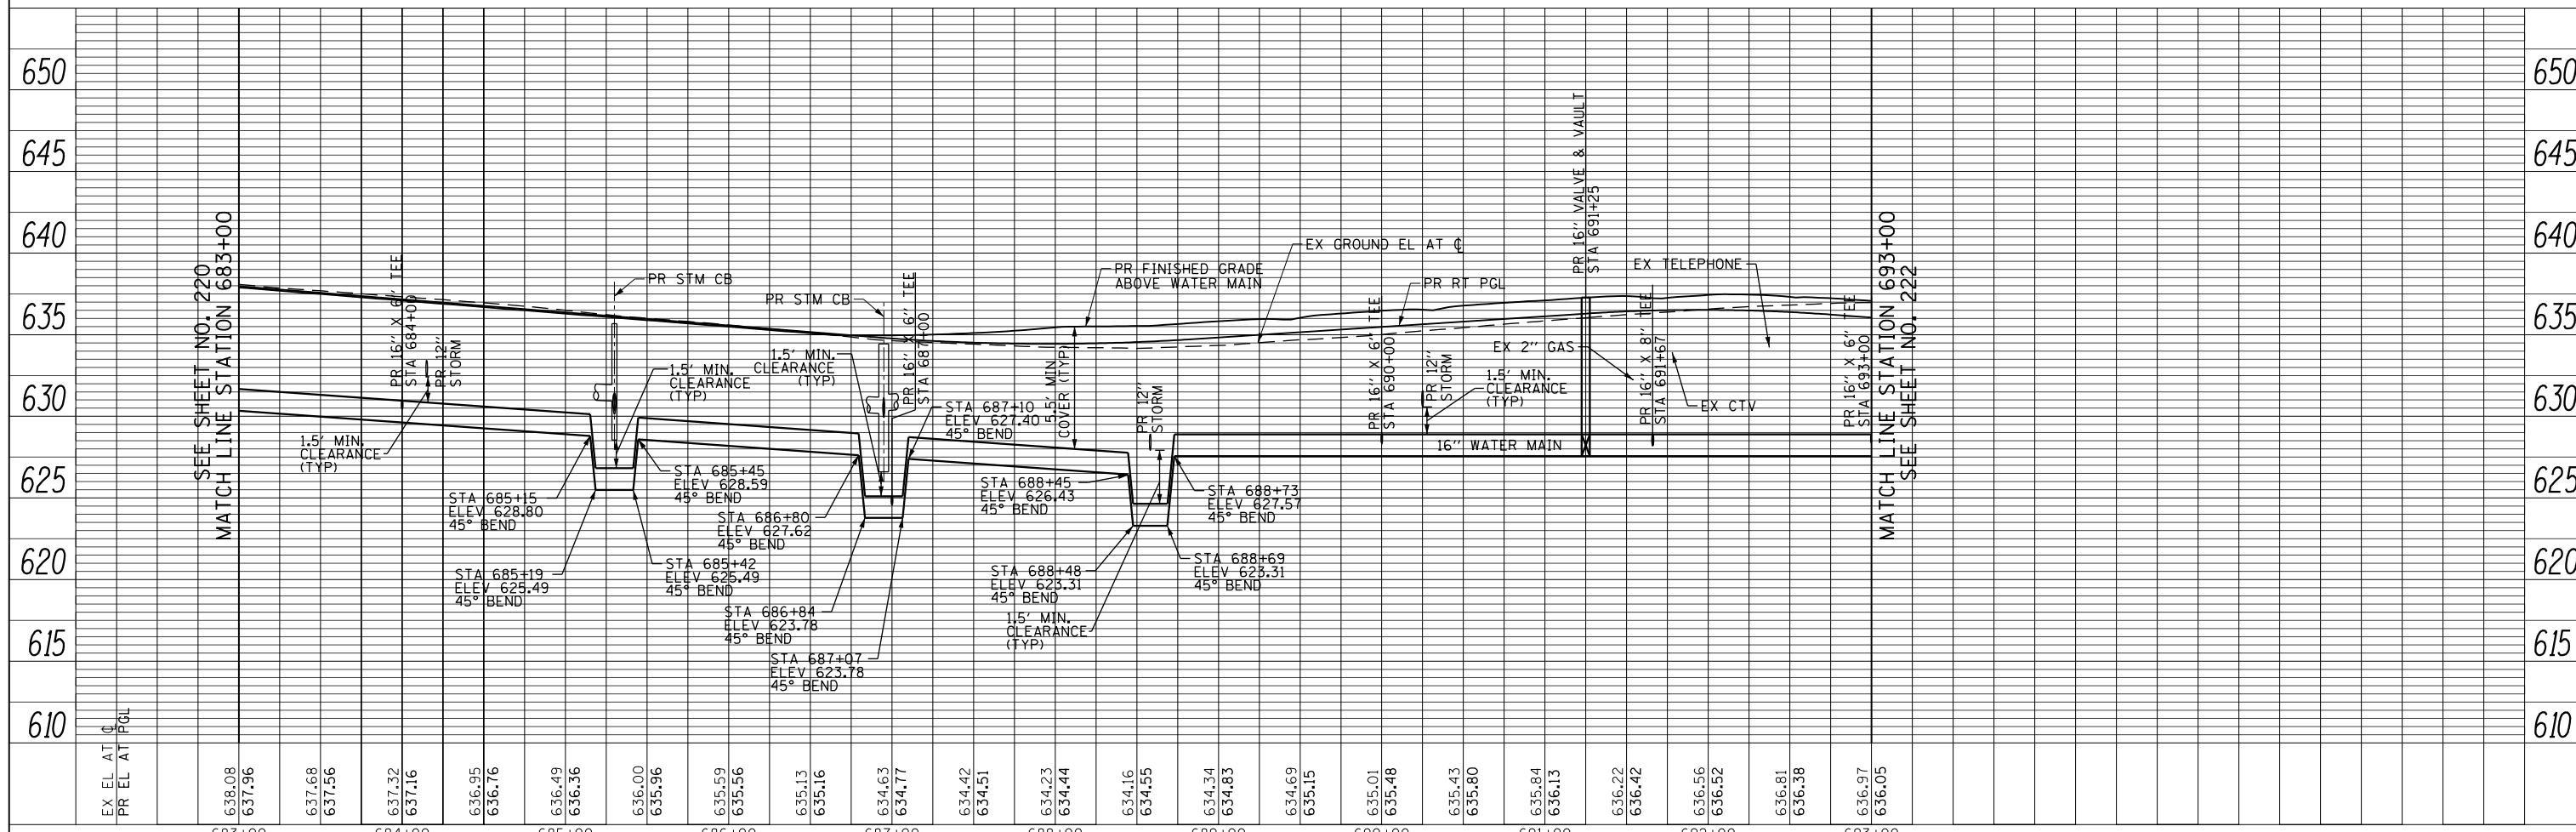 650
650
645
645
640
640
635
635
630
630
625
625
620
620
615
615
610
610
SEE SHEET NO. 220
MATCH LINE STATION 683+00
PR 16" X 6" TEE
STA 684+00
PR 12"
STORM
1.5' MIN.
CLEARANCE
(TYP)
STA 685+15
ELEV 628.80
45° BEND
STA 685+19
ELEV 625.49
45° BEND
PR STM CB
1.5' MIN.
CLEARANCE
(TYP)
STA 685+45
ELEV 628.59
45° BEND
STA 685+42
ELEV 625.49
45° BEND
PR STM CB
1.5' MIN.
CLEARANCE
(TYP)
PR 16" X 6" TEE
STA 687+00
STA 686+80
ELEV 627.62
45° BEND
STA 686+84
ELEV 623.78
45° BEND
STA 687+07
ELEV 623.78
45° BEND
STA 687+10
ELEV 627.40
45° BEND
5.5' MIN
COVER (TYP)
PR FINISHED GRADE
ABOVE WATER MAIN
EX GROUND EL AT ℄
PR RT PGL
PR 12"
STORM
STA 688+45
ELEV 626.43
45° BEND
STA 688+48
ELEV 623.31
45° BEND
1.5' MIN.
CLEARANCE
(TYP)
STA 688+73
ELEV 627.57
45° BEND
STA 688+69
ELEV 623.31
45° BEND
PR 16" X 6" TEE
STA 690+00
PR 12"
STORM
1.5' MIN.
CLEARANCE
(TYP)
16" WATER MAIN
PR 16" VALVE & VAULT
STA 691+25
EX 2" GAS
EX TELEPHONE
PR 16" X 8" TEE
STA 691+67
EX CTV
PR 16" X 6" TEE
STA 693+00
MATCH LINE STATION 693+00
SEE SHEET NO. 222
EX EL AT ℄
PR EL AT PGL
638.08
637.96
637.68
637.56
637.32
637.16
636.95
636.76
636.49
636.36
636.00
635.96
635.59
635.56
635.13
635.16
634.63
634.77
634.42
634.51
634.23
634.44
634.16
634.55
634.34
634.83
634.69
635.15
635.01
635.48
635.43
635.80
635.84
636.13
636.22
636.42
636.56
636.52
636.81
636.38
636.97
636.05